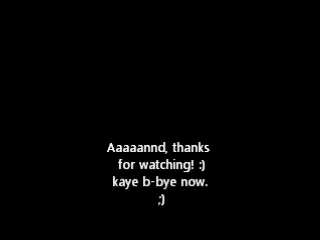 Aaaaannd, thanks
for watching! :)
kaye b-bye now.
;)